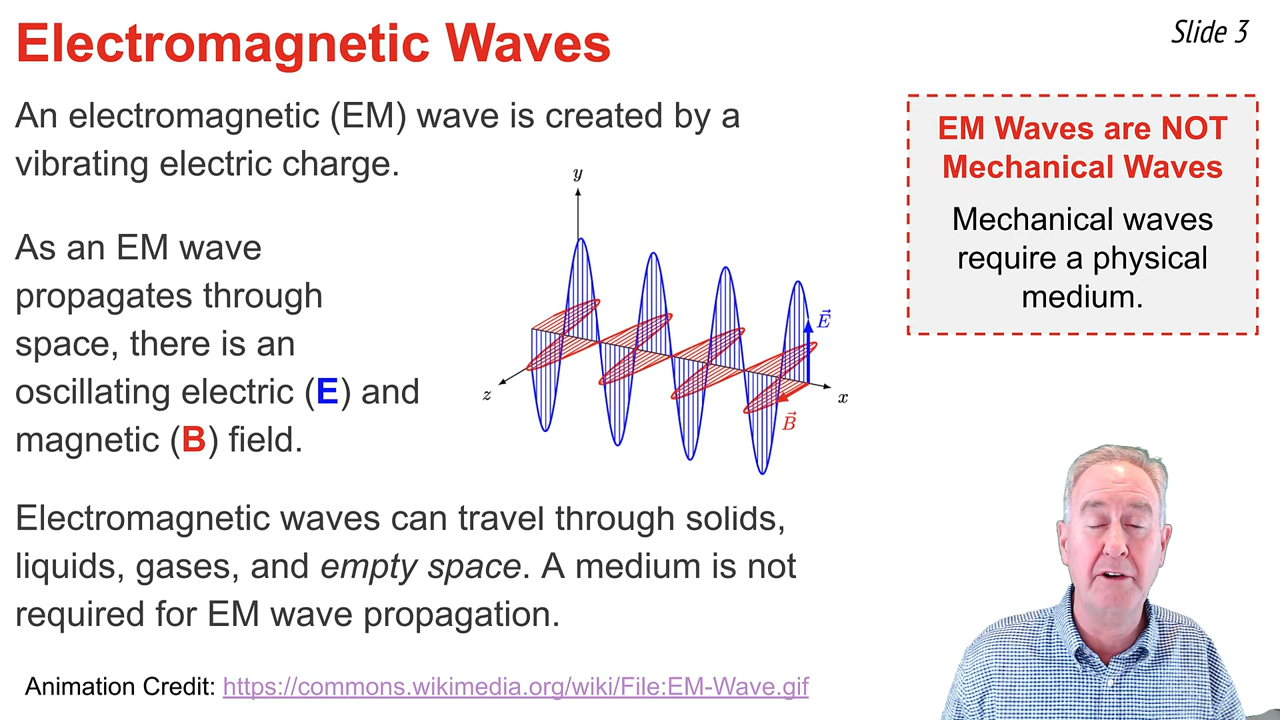 Electromagnetic Waves
Slide 3
An electromagnetic (EM) wave is created by a
vibrating electric charge.
As an EM wave
propagates through
space, there is an
oscillating electric (E) and
magnetic (B) field.
y
E⃗
z
x
B⃗
EM Waves are NOT
Mechanical Waves
Mechanical waves
require a physical
medium.
Electromagnetic waves can travel through solids,
liquids, gases, and empty space. A medium is not
required for EM wave propagation.
Animation Credit: https://commons.wikimedia.org/wiki/File:EM-Wave.gif